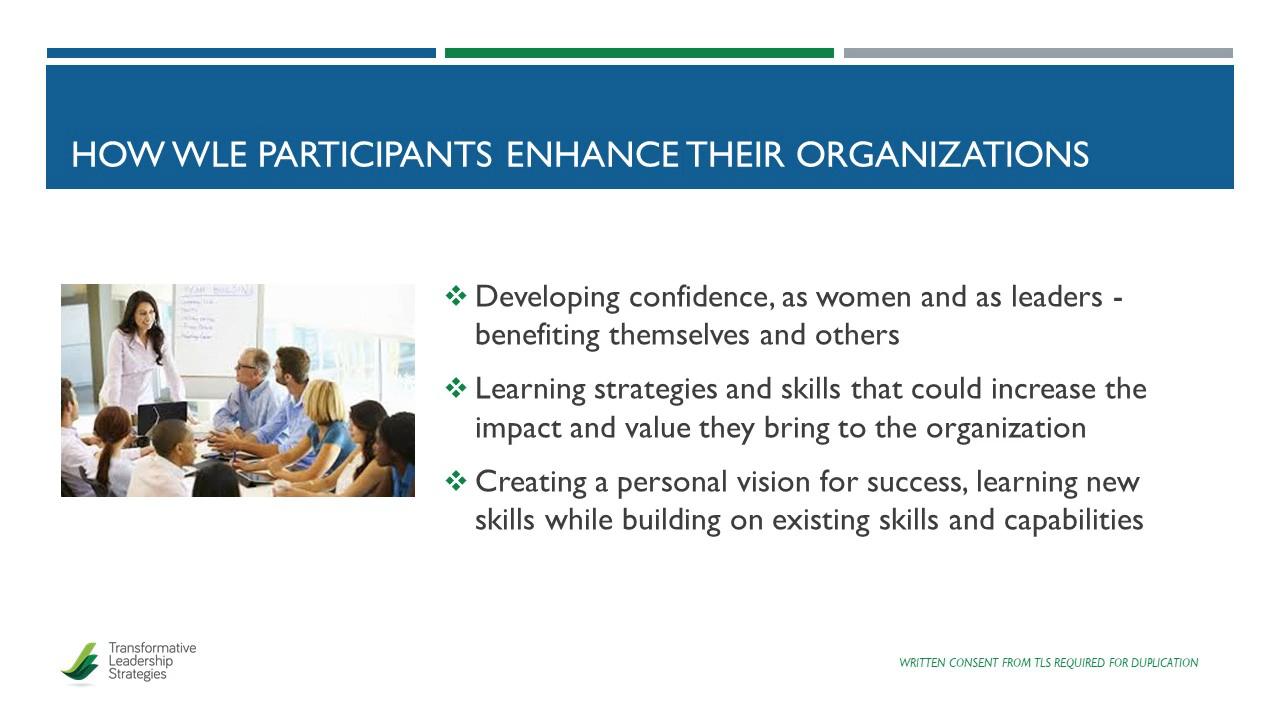 HOW WLE PARTICIPANTS ENHANCE THEIR ORGANIZATIONS
TEAM BUILDING
❖ Developing confidence, as women and as leaders -
benefiting themselves and others
❖ Learning strategies and skills that could increase the
impact and value they bring to the organization
❖ Creating a personal vision for success, learning new
skills while building on existing skills and capabilities
Transformative
Leadership
Strategies
WRITTEN CONSENT FROM TLS REQUIRED FOR DUPLICATION